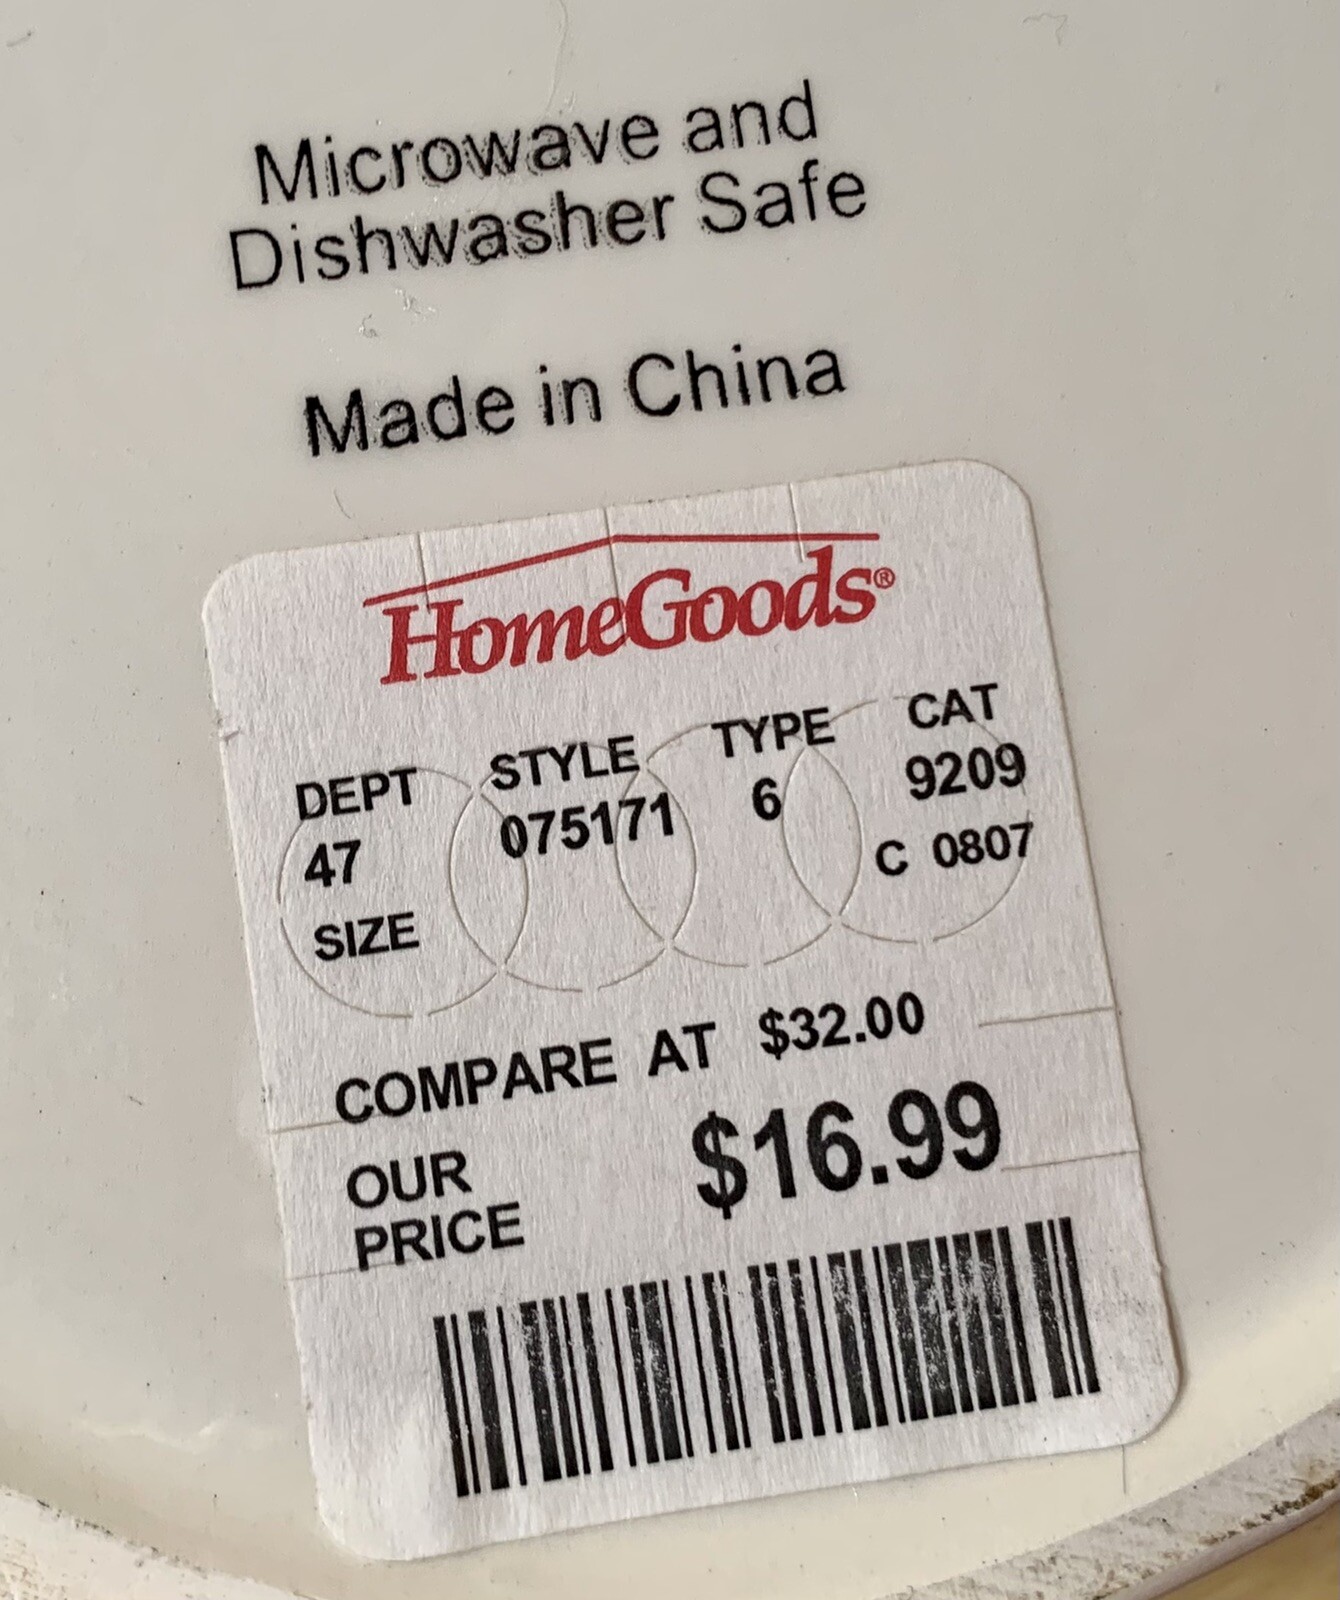 Microwave and
Dishwasher Safe
Made in China
HomeGoods®
DEPT STYLE TYPE CAT
47 075171 6 9209
SIZE C 0807
COMPARE AT $32.00
OUR
PRICE $16.99